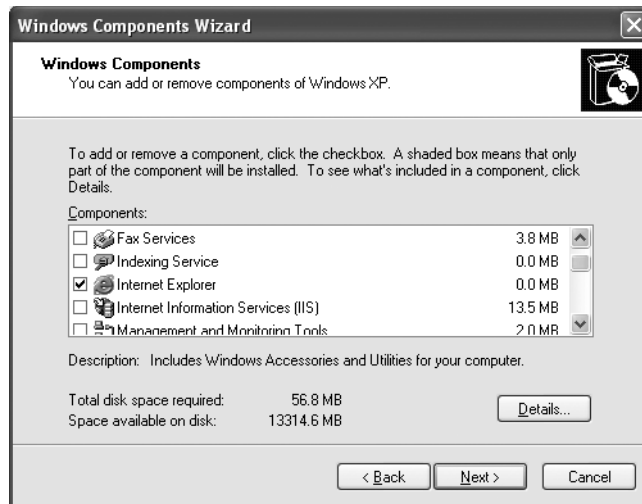 Windows Components Wizard
Windows Components
You can add or remove components of Windows XP.
To add or remove a component, click the checkbox. A shaded box means that only
part of the component will be installed. To see what's included in a component, click
Details.
Components:
Fax Services 3.8 MB
Indexing Service 0.0 MB
Internet Explorer 0.0 MB
Internet Information Services (IIS) 13.5 MB
Management and Monitoring Tools 2.0 MB
Description: Includes Windows Accessories and Utilities for your computer.
Total disk space required: 56.8 MB
Space available on disk: 13314.6 MB
Details...
< Back Next > Cancel